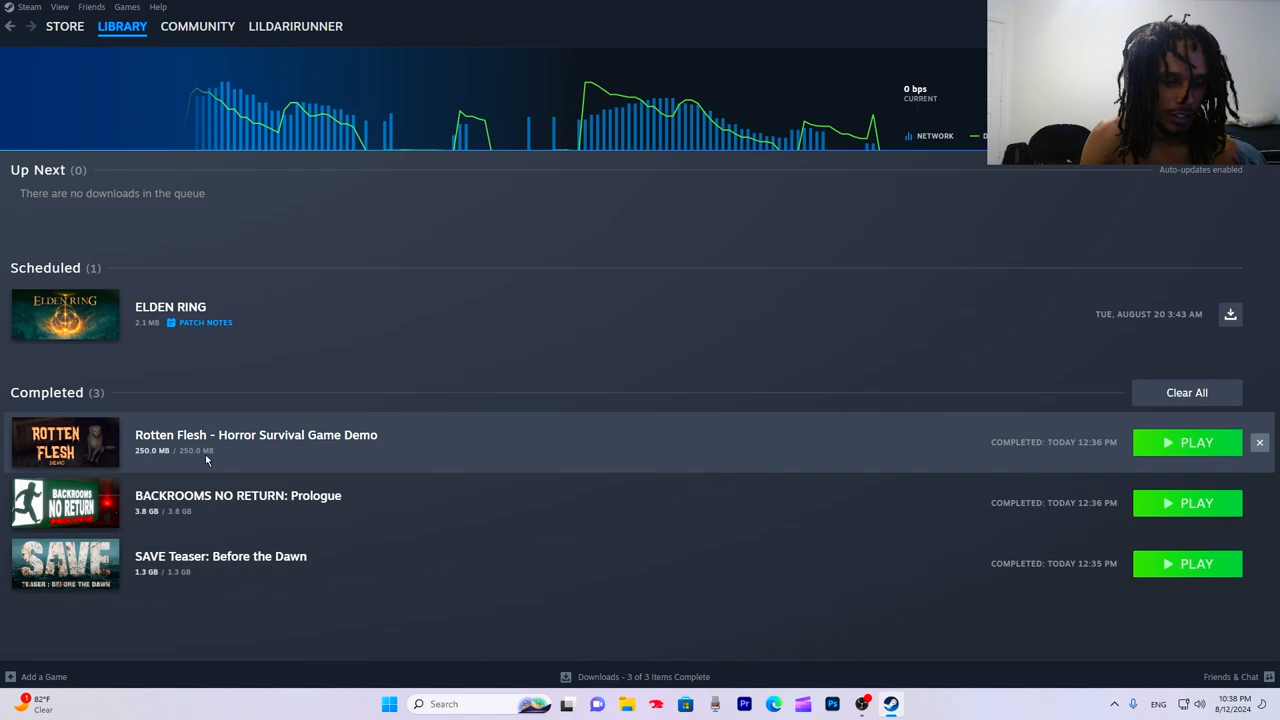 Steam View Friends Games Help
STORE LIBRARY COMMUNITY LILDARIRUNNER
0 bps
CURRENT
NETWORK D
Up Next (0)
Auto-updates enabled
There are no downloads in the queue
Scheduled (1)
ELDEN RING
ELDEN RING
2.1 MB PATCH NOTES
TUE, AUGUST 20 3:43 AM
Completed (3)
Clear All
ROTTEN
FLESH
DEMO
Rotten Flesh - Horror Survival Game Demo
250.0 MB / 250.0 MB
COMPLETED: TODAY 12:36 PM
PLAY
BACKROOMS
NO RETURN
PROLOGUE
BACKROOMS NO RETURN: Prologue
3.8 GB / 3.8 GB
COMPLETED: TODAY 12:36 PM
PLAY
SAVE
TEASER : BEFORE THE DAWN
SAVE Teaser: Before the Dawn
1.3 GB / 1.3 GB
COMPLETED: TODAY 12:35 PM
PLAY
Add a Game
Downloads - 3 of 3 Items Complete
Friends & Chat
1
82°F
Clear
Search
Pr
Ps
ENG
10:38 PM
8/12/2024